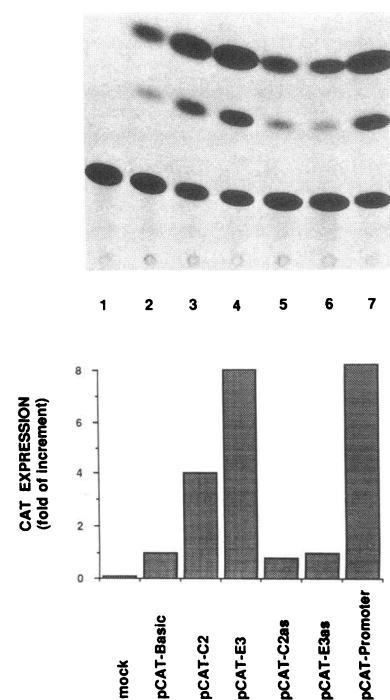 1 2 3 4 5 6 7
CAT EXPRESSION
(fold of increment)
8
6
4
2
0
mock
pCAT-Basic
pCAT-C2
pCAT-E3
pCAT-C2as
pCAT-E3as
pCAT-Promoter